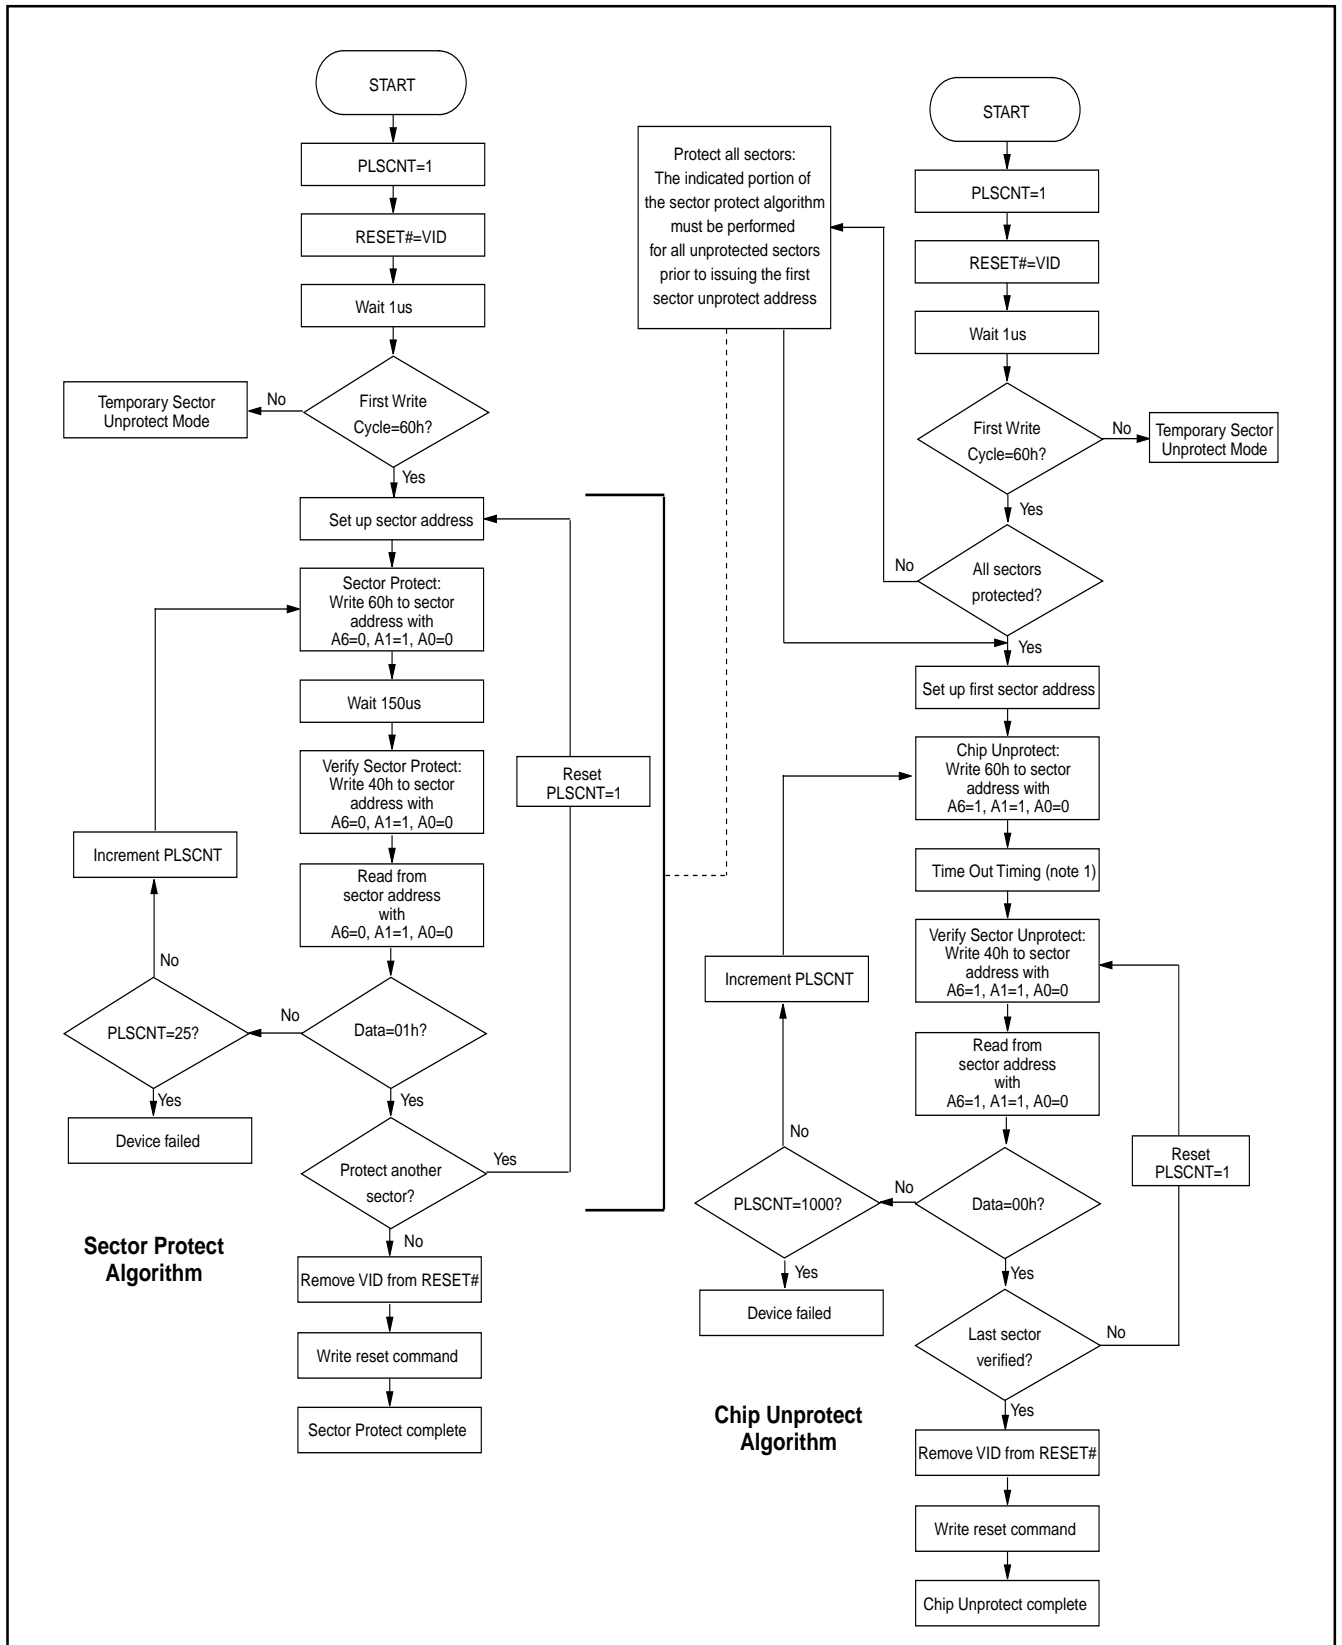 START
PLSCNT=1
RESET#=VID
Wait 1us
First Write
Cycle=60h?
No
Temporary Sector
Unprotect Mode
Yes
Set up sector address
Sector Protect:
Write 60h to sector
address with
A6=0, A1=1, A0=0
Wait 150us
Verify Sector Protect:
Write 40h to sector
address with
A6=0, A1=1, A0=0
Reset
PLSCNT=1
Increment PLSCNT
Read from
sector address
with
A6=0, A1=1, A0=0
No
PLSCNT=25?
No
Data=01h?
Yes
Device failed
Yes
Protect another
sector?
Yes
No
Remove VID from RESET#
Write reset command
Sector Protect complete
Sector Protect
Algorithm
Protect all sectors:
The indicated portion of
the sector protect algorithm
must be performed
for all unprotected sectors
prior to issuing the first
sector unprotect address
START
PLSCNT=1
RESET#=VID
Wait 1us
First Write
Cycle=60h?
No
Temporary Sector
Unprotect Mode
Yes
No
All sectors
protected?
Yes
Set up first sector address
Chip Unprotect:
Write 60h to sector
address with
A6=1, A1=1, A0=0
Time Out Timing (note 1)
Verify Sector Unprotect:
Write 40h to sector
address with
A6=1, A1=1, A0=0
Increment PLSCNT
Read from
sector address
with
A6=1, A1=1, A0=0
No
Reset
PLSCNT=1
PLSCNT=1000?
No
Data=00h?
Yes
Device failed
Yes
Last sector
verified?
No
Yes
Remove VID from RESET#
Write reset command
Chip Unprotect complete
Chip Unprotect
Algorithm